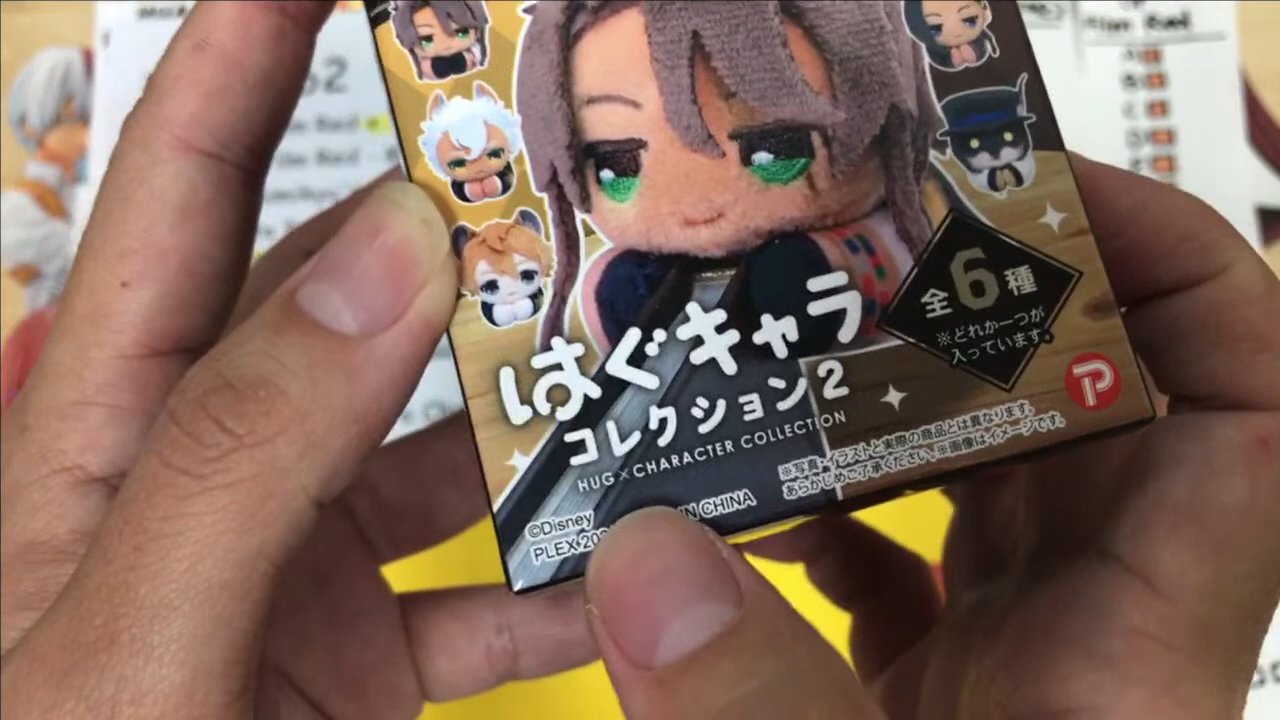 全6種
※どれか一つが
入っています。
はぐキャラ
コレクション2
HUG×CHARACTER COLLECTION
※写真・イラストと実際の商品とは異なります。
あらかじめご了承ください。※画像はイメージです。
©Disney
PLEX
IN CHINA